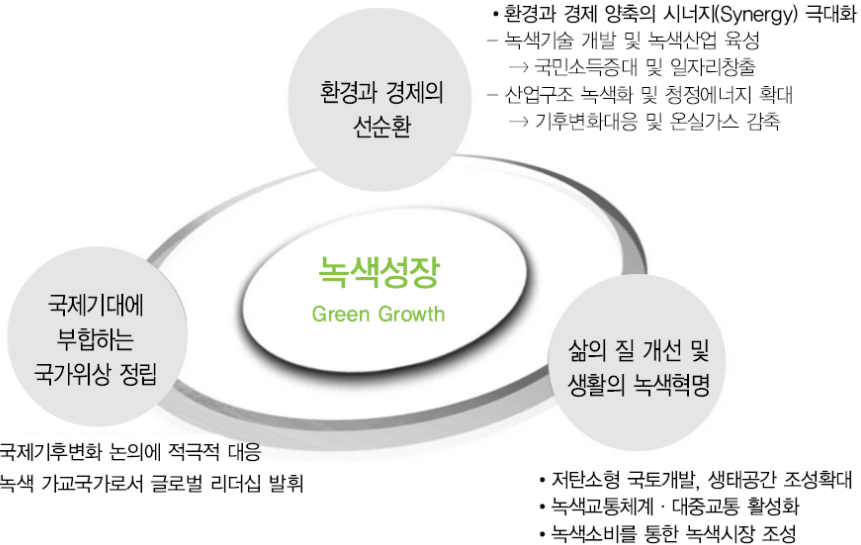 • 환경과 경제 양축의 시너지(Synergy) 극대화
– 녹색기술 개발 및 녹색산업 육성
→ 국민소득증대 및 일자리창출
– 산업구조 녹색화 및 청정에너지 확대
→ 기후변화대응 및 온실가스 감축
환경과 경제의
선순환
녹색성장
Green Growth
국제기대에
부합하는
국가위상 정립
삶의 질 개선 및
생활의 녹색혁명
국제기후변화 논의에 적극적 대응
녹색 가교국가로서 글로벌 리더십 발휘
• 저탄소형 국토개발, 생태공간 조성확대
• 녹색교통체계 · 대중교통 활성화
• 녹색소비를 통한 녹색시장 조성